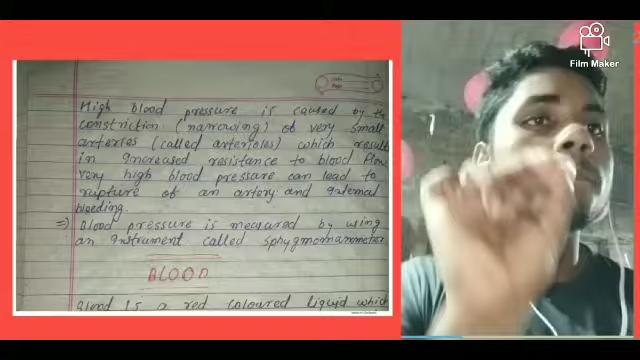 Film Maker
Date
Page
High blood pressure is caused by the
constriction (narrowing) of very small
arteries (called arterioles) which results
in increased resistance to blood flow
very high blood pressure can lead to
rupture of an artery and internal
bleeding.
⇒ Blood pressure is measured by using
an instrument called sphygmomanometer
BLOOD
Blood is a red coloured liquid which